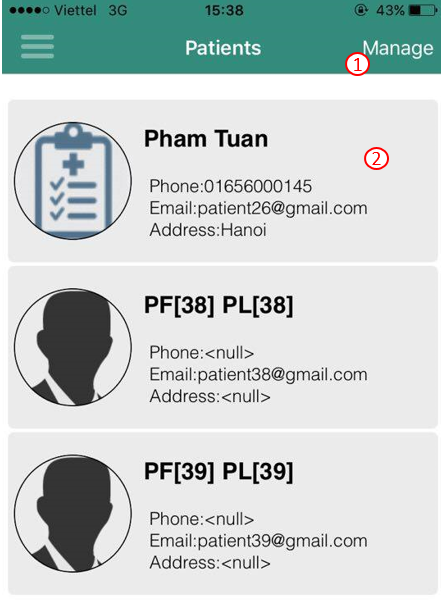 Viettel 3G 15:38 43%
Patients Manage
1
2
Pham Tuan
Phone:01656000145
Email:patient26@gmail.com
Address:Hanoi
PF[38] PL[38]
Phone:<null>
Email:patient38@gmail.com
Address:<null>
PF[39] PL[39]
Phone:<null>
Email:patient39@gmail.com
Address:<null>